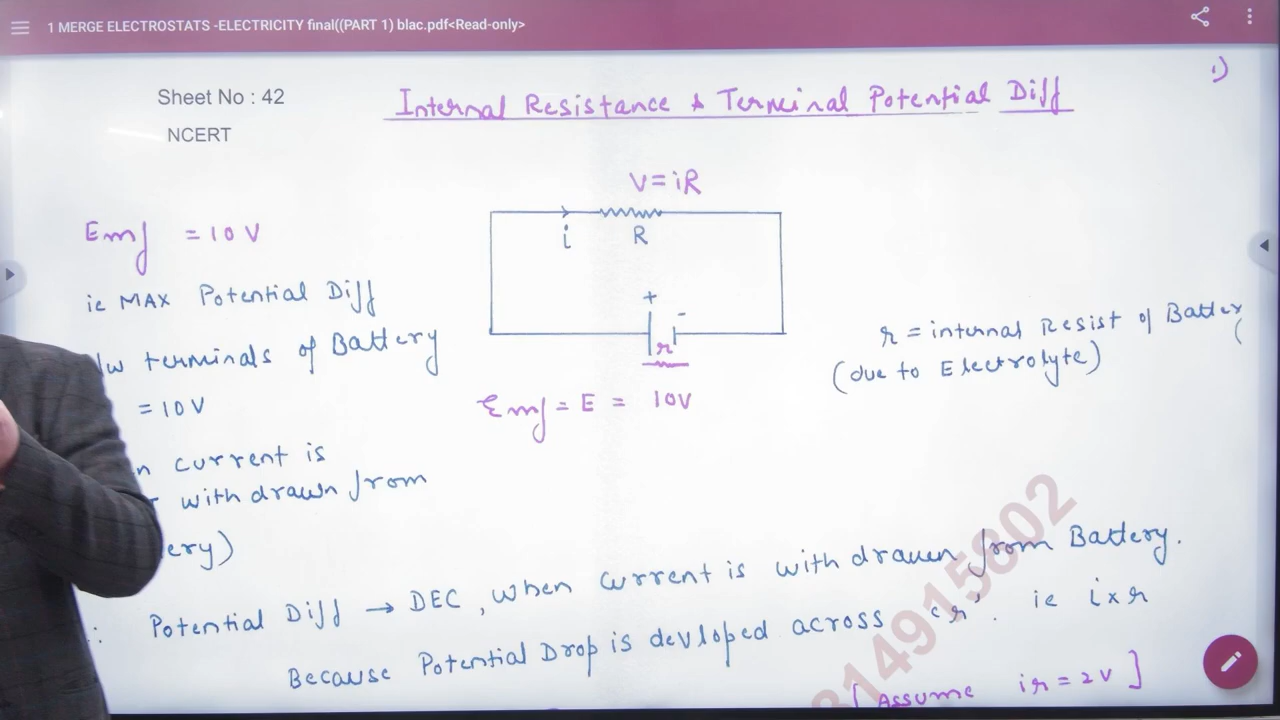 1 MERGE ELECTROSTATS -ELECTRICITY final((PART 1) blac.pdf<Read-only>
1)
Sheet No : 42
Internal Resistance & Terminal Potential Diff
NCERT
V=iR
Emf = 10 V
i R
ie MAX Potential Diff
+ -
r = internal Resist of Battery
/w terminals of Battery
r
(due to Electrolyte)
= 10 V
Emf = E = 10V
n current is
with drawn from
ery)
∴ Potential Diff → DEC, when current is with drawn from Battery.
Because Potential Drop is devloped across 'r'. ie i x r
[Assume ir = 2V]
8149915802